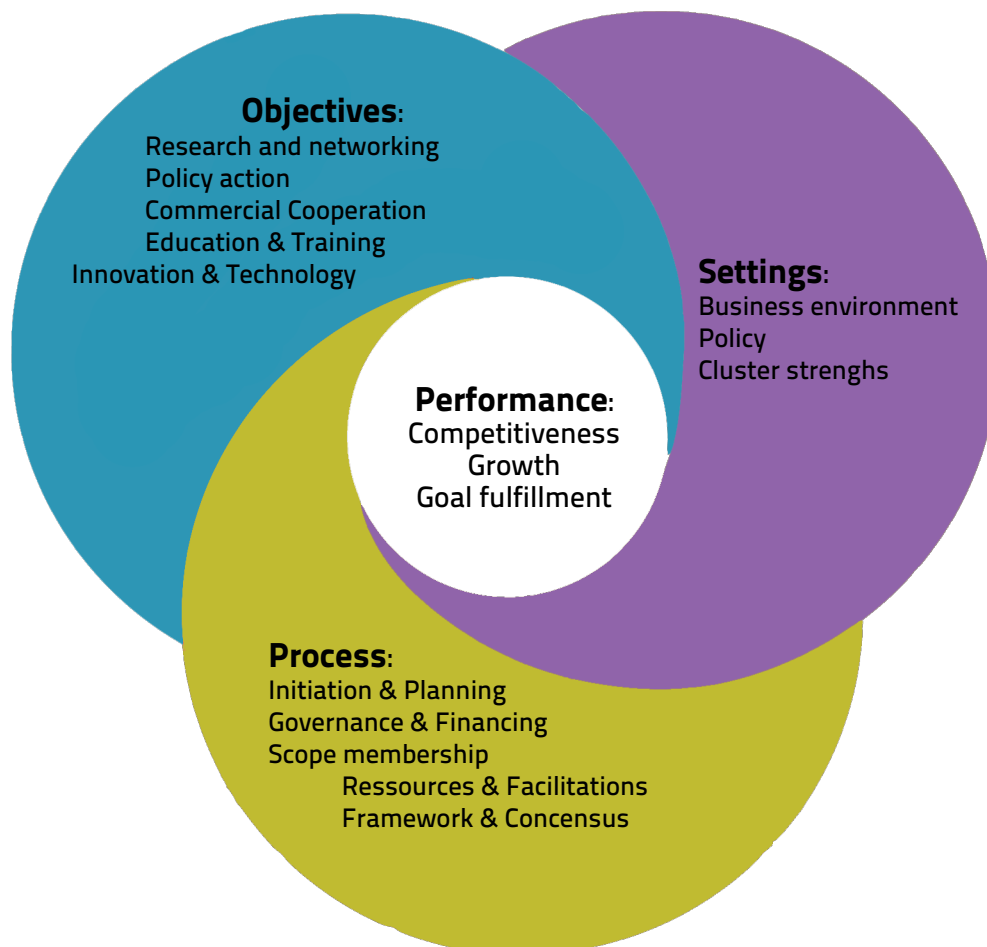 Objectives:
Research and networking
Policy action
Commercial Cooperation
Education & Training
Innovation & Technology
Settings:
Business environment
Policy
Cluster strenghs
Performance:
Competitiveness
Growth
Goal fulfillment
Process:
Initiation & Planning
Governance & Financing
Scope membership
Ressources & Facilitations
Framework & Concensus